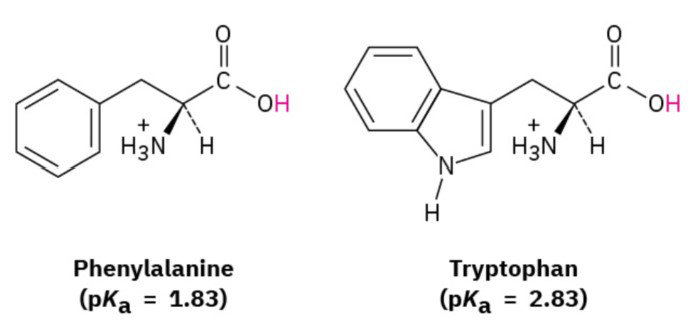 O
C
OH
+
H₃N H
O
C
OH
+
H₃N H
N
H
Phenylalanine
(pKa = 1.83)
Tryptophan
(pKa = 2.83)